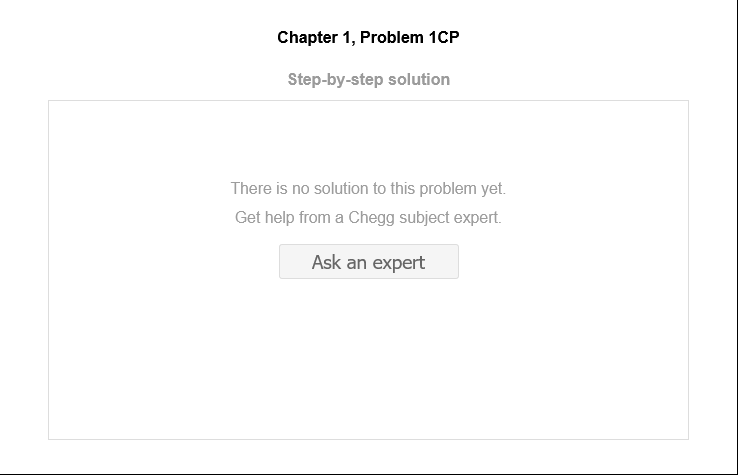 Chapter 1, Problem 1CP
Step-by-step solution
There is no solution to this problem yet.
Get help from a Chegg subject expert.
Ask an expert